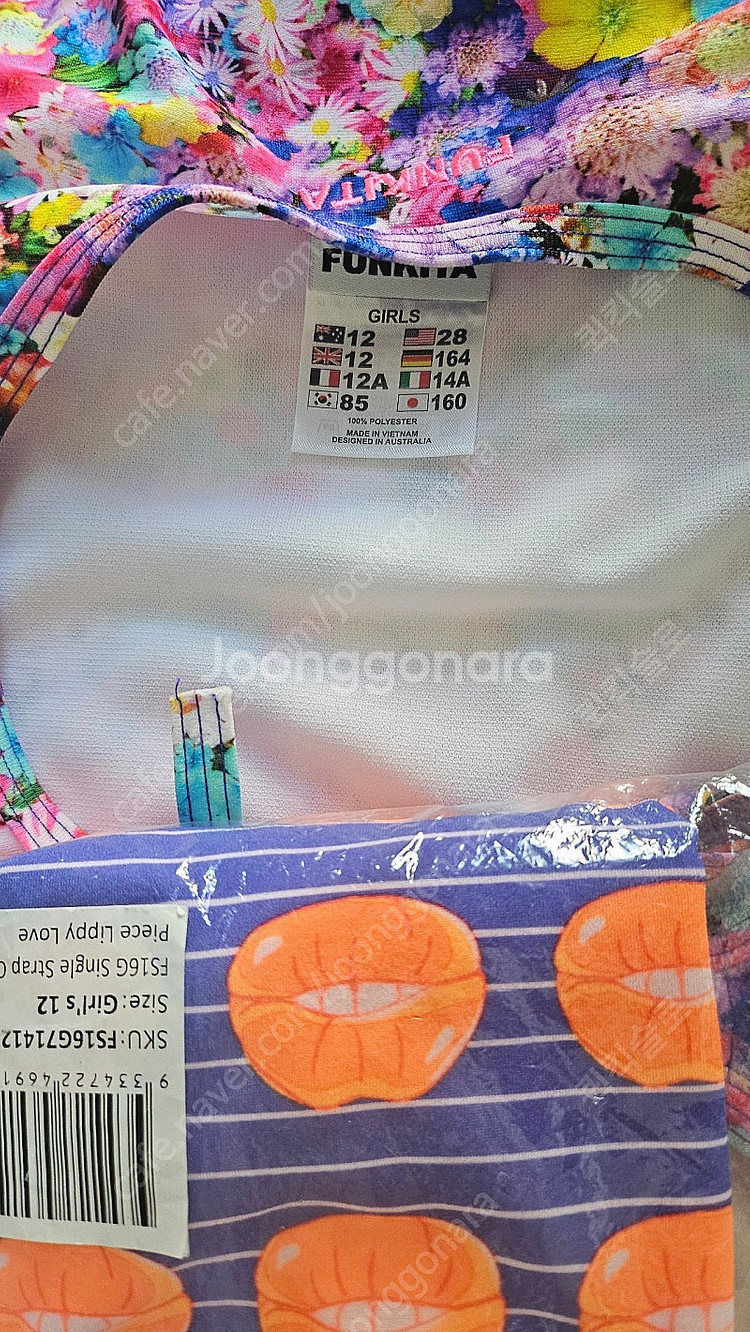 FUNKITA
FUNKITA
GIRLS
12 28
12 164
12A 14A
85 160
100% POLYESTER
MADE IN VIETNAM
DESIGNED IN AUSTRALIA
Joonggonara
cafe.naver.com/joonggonara
Piece Lippy Love
FS16G Single Strap O
Size: Girl's 12
SKU: FS16G71412
9 334722 4691